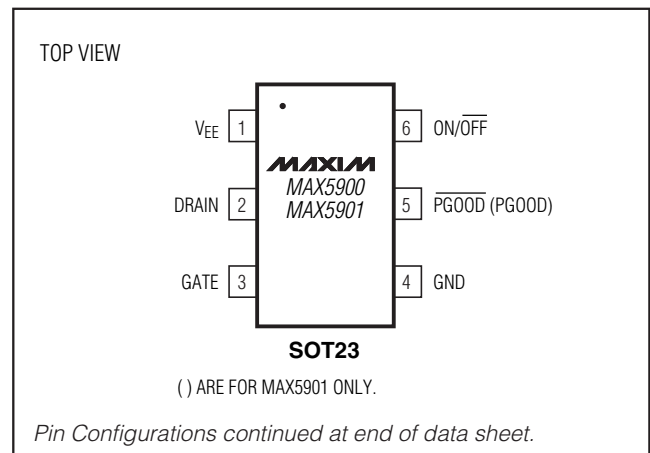 TOP VIEW
VEE 1
6 ON/OFF
MAXIM
MAX5900
MAX5901
DRAIN 2
5 PGOOD (PGOOD)
GATE 3
4 GND
SOT23
( ) ARE FOR MAX5901 ONLY.
Pin Configurations continued at end of data sheet.